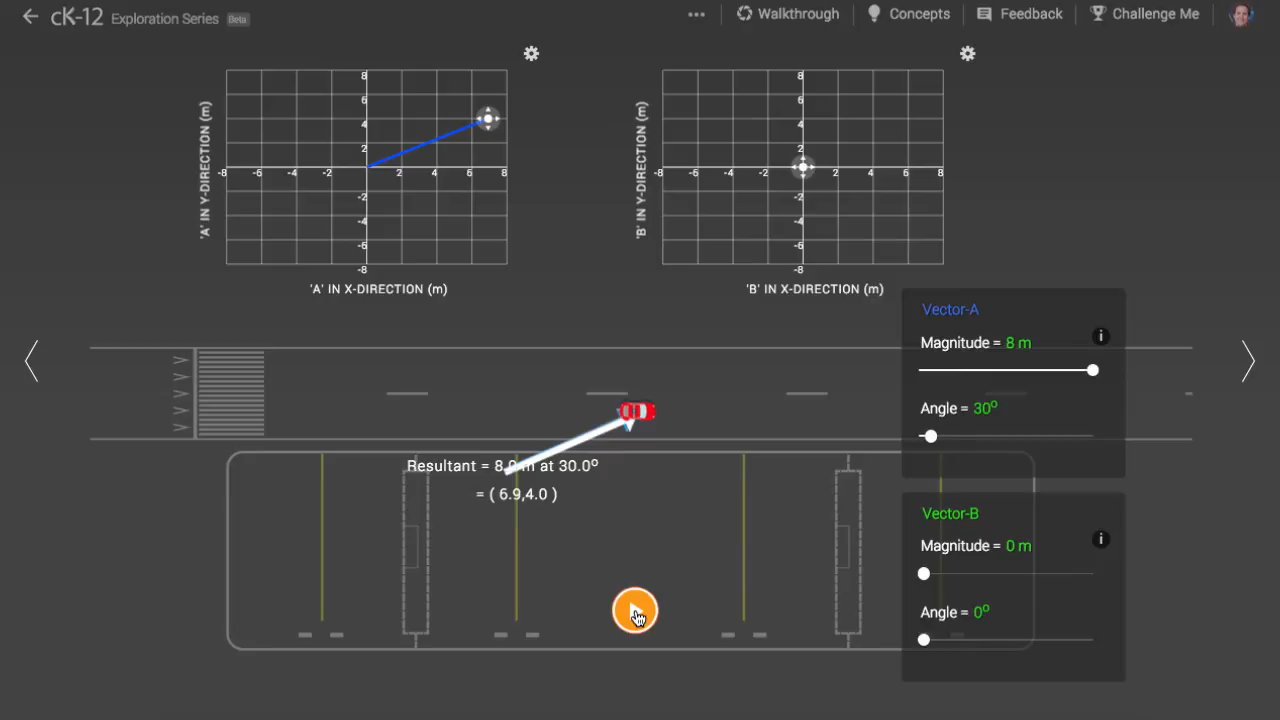 cK-12 Exploration Series Beta
••• Walkthrough Concepts Feedback Challenge Me
8
6
4
2
-8 -6 -4 -2 2 4 6 8
-2
-4
-6
-8
'A' IN Y-DIRECTION (m)
'A' IN X-DIRECTION (m)
8
6
4
2
-8 -6 -4 -2 2 4 6 8
-2
-4
-6
-8
'B' IN Y-DIRECTION (m)
'B' IN X-DIRECTION (m)
Vector-A
Magnitude = 8 m
i
Angle = 30º
Resultant = 8.0 m at 30.0º
= ( 6.9,4.0 )
Vector-B
Magnitude = 0 m
i
Angle = 0º